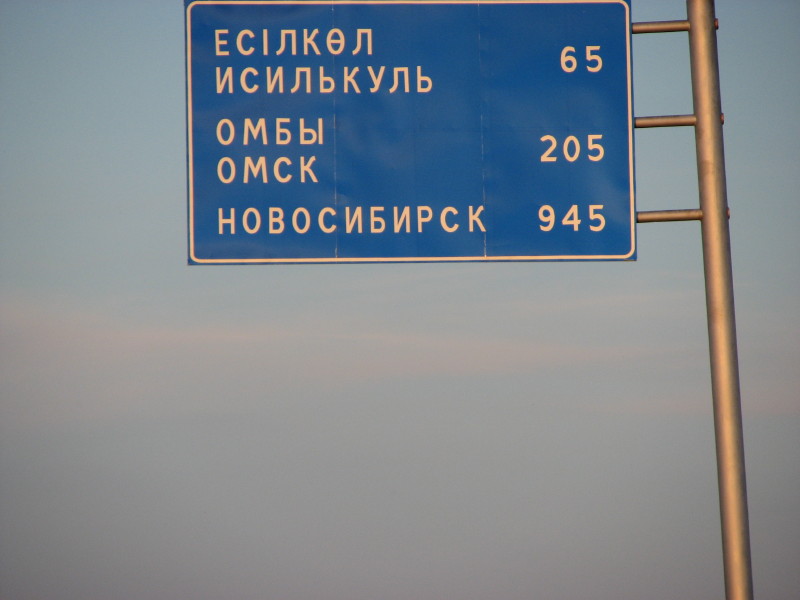 ЕСІЛКӨЛ
ИСИЛЬКУЛЬ 65
ОМБЫ
ОМСК 205
НОВОСИБИРСК 945